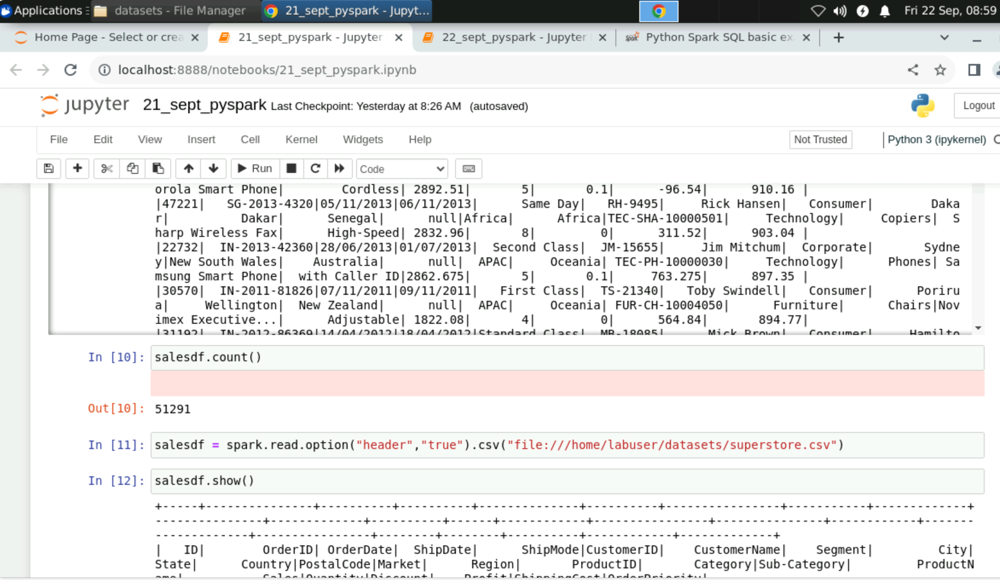 Applications datasets - File Manager 21_sept_pyspark - Jupyt... Fri 22 Sep, 08:59
Home Page - Select or crea 21_sept_pyspark - Jupyter 22_sept_pyspark - Jupyter Python Spark SQL basic ex
localhost:8888/notebooks/21_sept_pyspark.ipynb
jupyter 21_sept_pyspark Last Checkpoint: Yesterday at 8:26 AM (autosaved) Logout
File Edit View Insert Cell Kernel Widgets Help Not Trusted Python 3 (ipykernel)
Run Code
orola Smart Phone| Cordless| 2892.51| 5| 0.1| -96.54| 910.16 |
|47221| SG-2013-4320|05/11/2013|06/11/2013| Same Day| RH-9495| Rick Hansen| Consumer| Daka
r| Dakar| Senegal| null|Africa| Africa|TEC-SHA-10000501| Technology| Copiers| S
harp Wireless Fax| High-Speed| 2832.96| 8| 0| 311.52| 903.04 |
|22732| IN-2013-42360|28/06/2013|01/07/2013| Second Class| JM-15655| Jim Mitchum| Corporate| Sydne
y|New South Wales| Australia| null| APAC| Oceania| TEC-PH-10000030| Technology| Phones| Sa
msung Smart Phone| with Caller ID|2862.675| 5| 0.1| 763.275| 897.35 |
|30570| IN-2011-81826|07/11/2011|09/11/2011| First Class| TS-21340| Toby Swindell| Consumer| Poriru
a| Wellington| New Zealand| null| APAC| Oceania| FUR-CH-10004050| Furniture| Chairs|Nov
imex Executive...| Adjustable| 1822.08| 4| 0| 564.84| 894.77|
|31192| IN-2012-86369|14/04/2012|18/04/2012|Standard Class| MB-18085| Mick Brown| Consumer| Hamilto
In [10]: salesdf.count()
Out[10]: 51291
In [11]: salesdf = spark.read.option("header","true").csv("file:///home/labuser/datasets/superstore.csv")
In [12]: salesdf.show()
+-----+---------------+----------+----------+--------------+----------+----------------+-----------+-------------+
---------------+-------------+----------+------+------------+----------------+---------------+------------+-------
-------------+----------------+--------+--------+----------+------------+-------------+
| ID| OrderID| OrderDate| ShipDate| ShipMode|CustomerID| CustomerName| Segment| City|
State| Country|PostalCode|Market| Region| ProductID| Category|Sub-Category| ProductN
ame| Sales|Quantity|Discount| Profit|ShippingCost|OrderPriority|